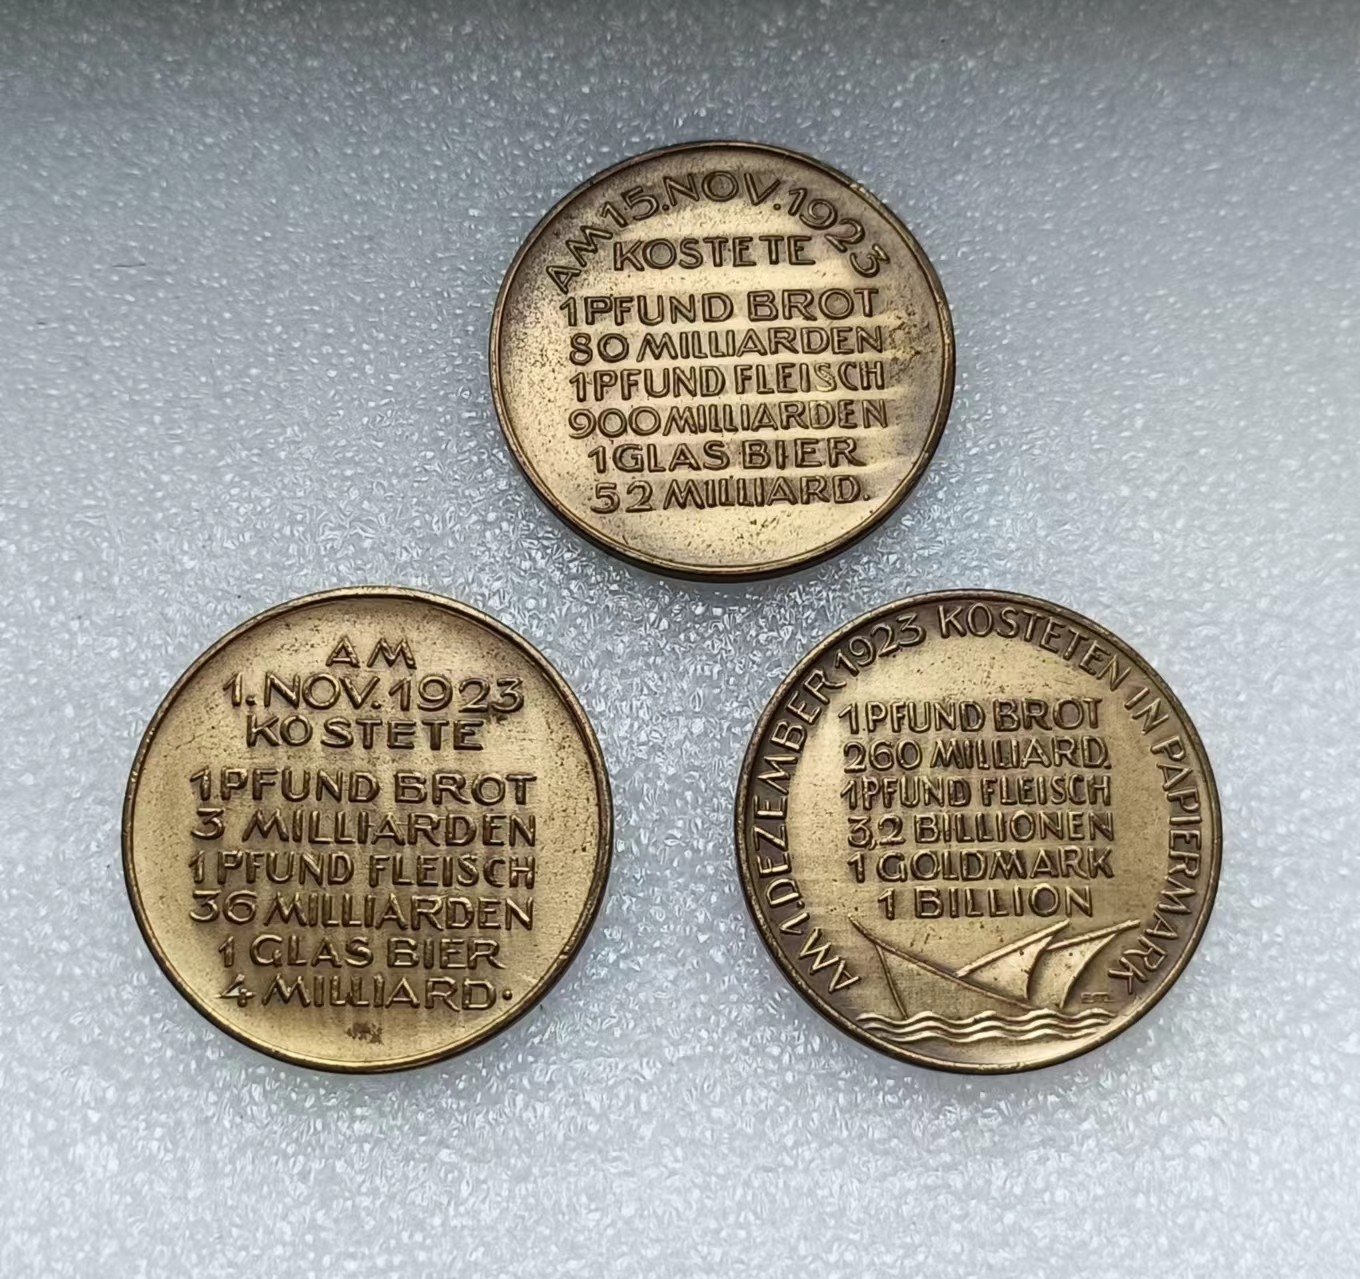 AM 15. NOV. 1923
KOSTETE
1 PFUND BROT
80 MILLIARDEN
1 PFUND FLEISCH
900 MILLIARDEN
1 GLAS BIER
52 MILLIARD.
AM
1. NOV. 1923
KOSTETE
1 PFUND BROT
3 MILLIARDEN
1 PFUND FLEISCH
36 MILLIARDEN
1 GLAS BIER
4 MILLIARD.
AM 1. DEZEMBER 1923 KOSTETEN IN PAPIERMARK
1 PFUND BROT
260 MILLIARD.
1 PFUND FLEISCH
3,2 BILLIONEN
1 GOLDMARK
1 BILLION